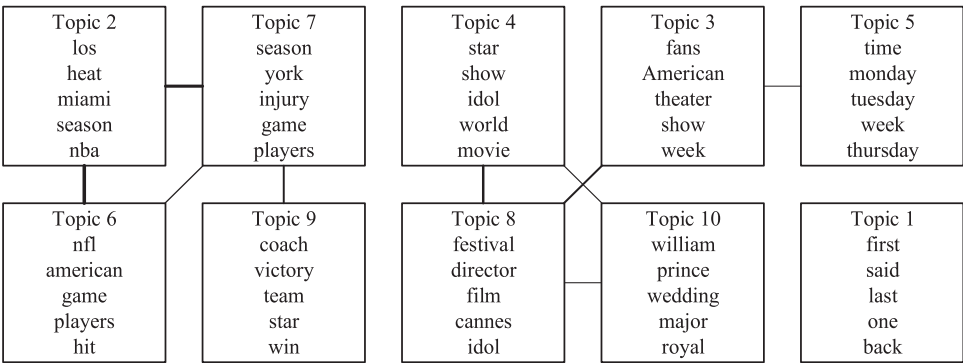 Topic 2
los
heat
miami
season
nba
Topic 7
season
york
injury
game
players
Topic 4
star
show
idol
world
movie
Topic 3
fans
American
theater
show
week
Topic 5
time
monday
tuesday
week
thursday
Topic 6
nfl
american
game
players
hit
Topic 9
coach
victory
team
star
win
Topic 8
festival
director
film
cannes
idol
Topic 10
william
prince
wedding
major
royal
Topic 1
first
said
last
one
back